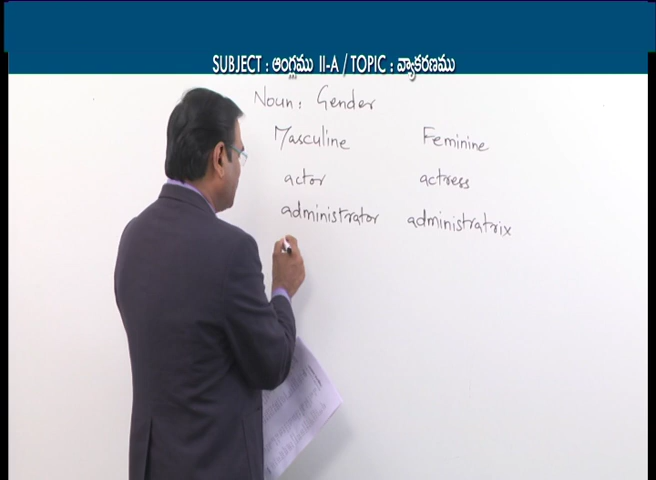 SUBJECT : ఆంగ్లము II-A / TOPIC : వ్యాకరణము
Noun: Gender
Masculine Feminine
actor actress
administrator administratrix